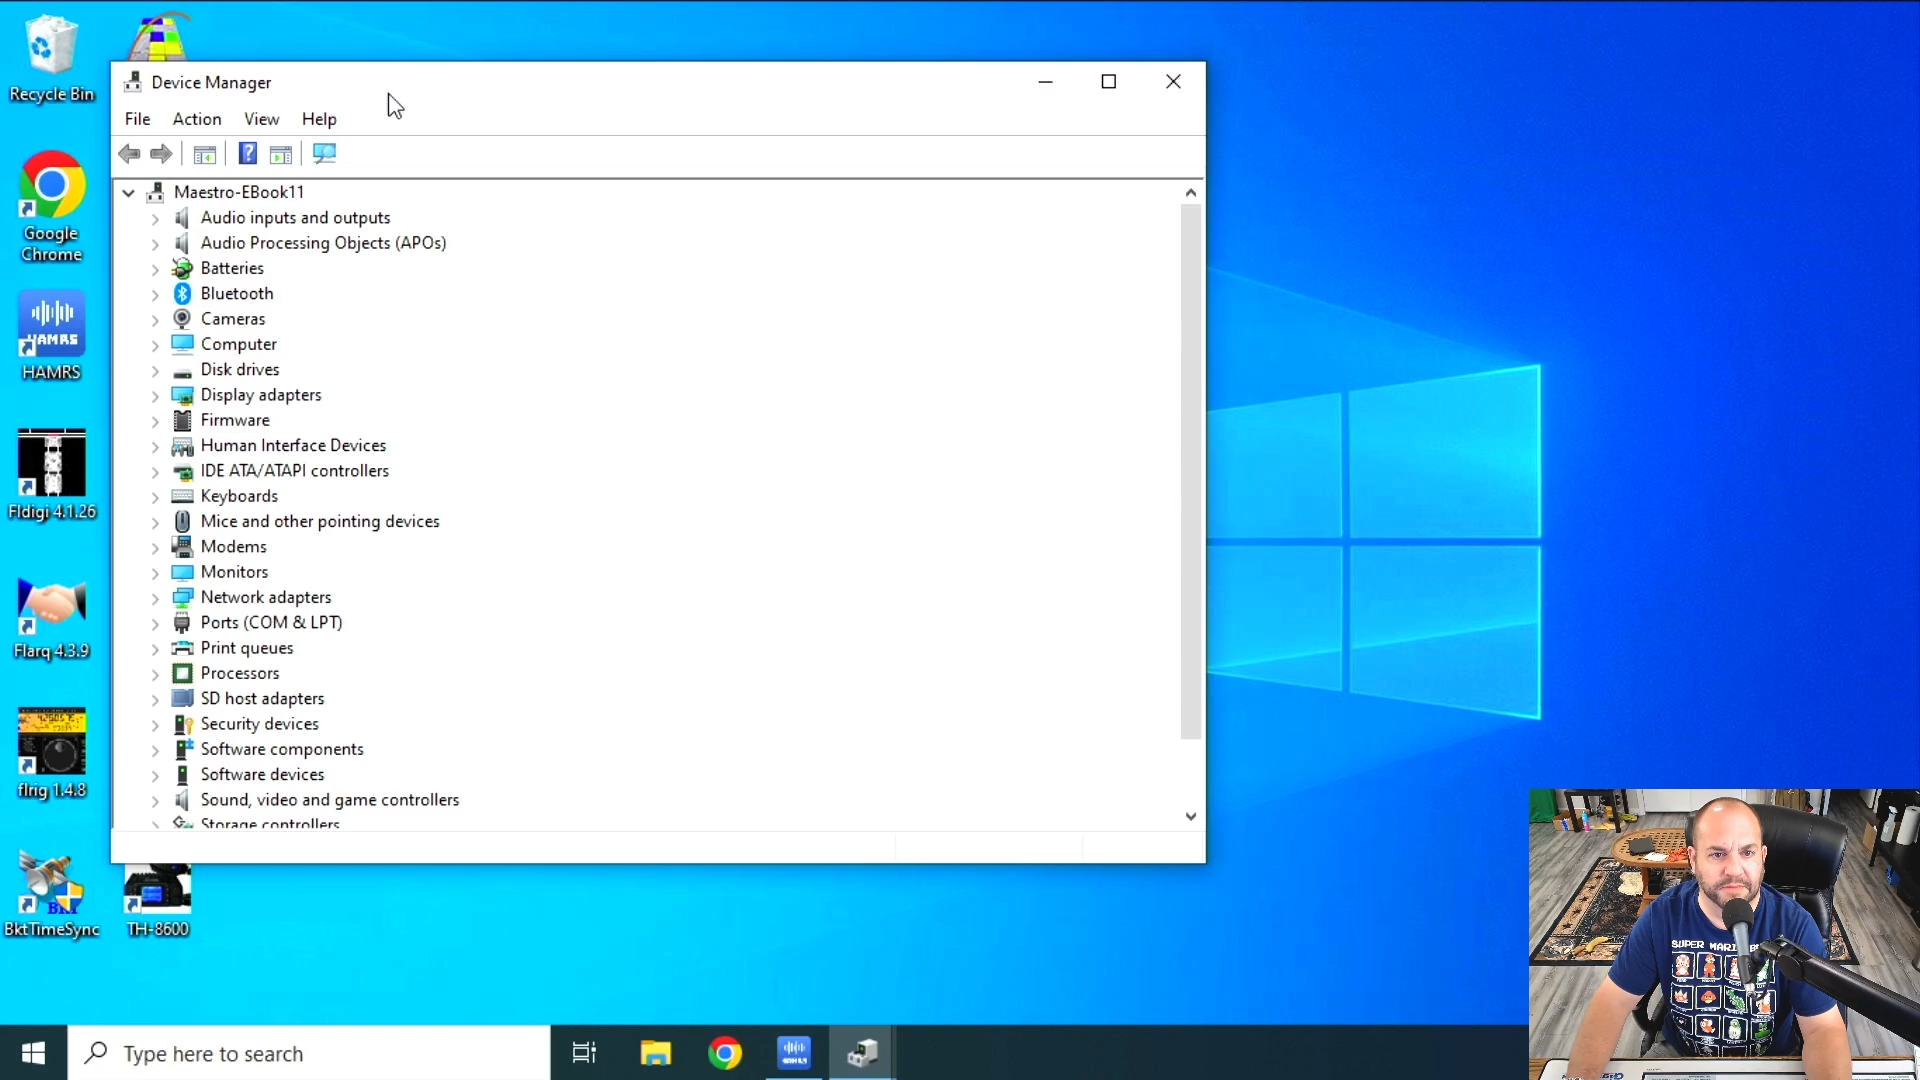 Recycle Bin
Google
Chrome
HAMRS
HAMRS
Fldigi 4.1.26
Flarq 4.3.9
flrig 1.4.8
BKT
BktTimeSync
TH-8600
Device Manager
File Action View Help
Maestro-EBook11
Audio inputs and outputs
Audio Processing Objects (APOs)
Batteries
Bluetooth
Cameras
Computer
Disk drives
Display adapters
Firmware
Human Interface Devices
IDE ATA/ATAPI controllers
Keyboards
Mice and other pointing devices
Modems
Monitors
Network adapters
Ports (COM & LPT)
Print queues
Processors
SD host adapters
Security devices
Software components
Software devices
Sound, video and game controllers
Storage controllers
Type here to search
SUPER MARI